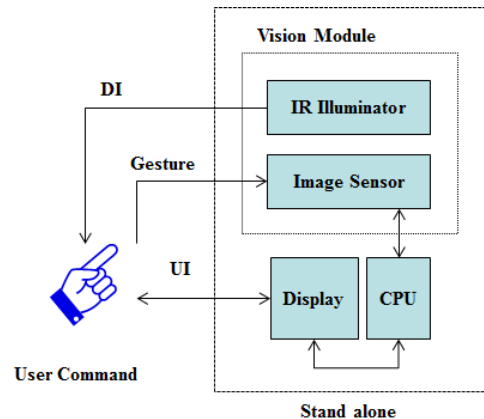 Vision Module
DI
IR Illuminator
Gesture
Image Sensor
UI
Display
CPU
User Command
Stand alone